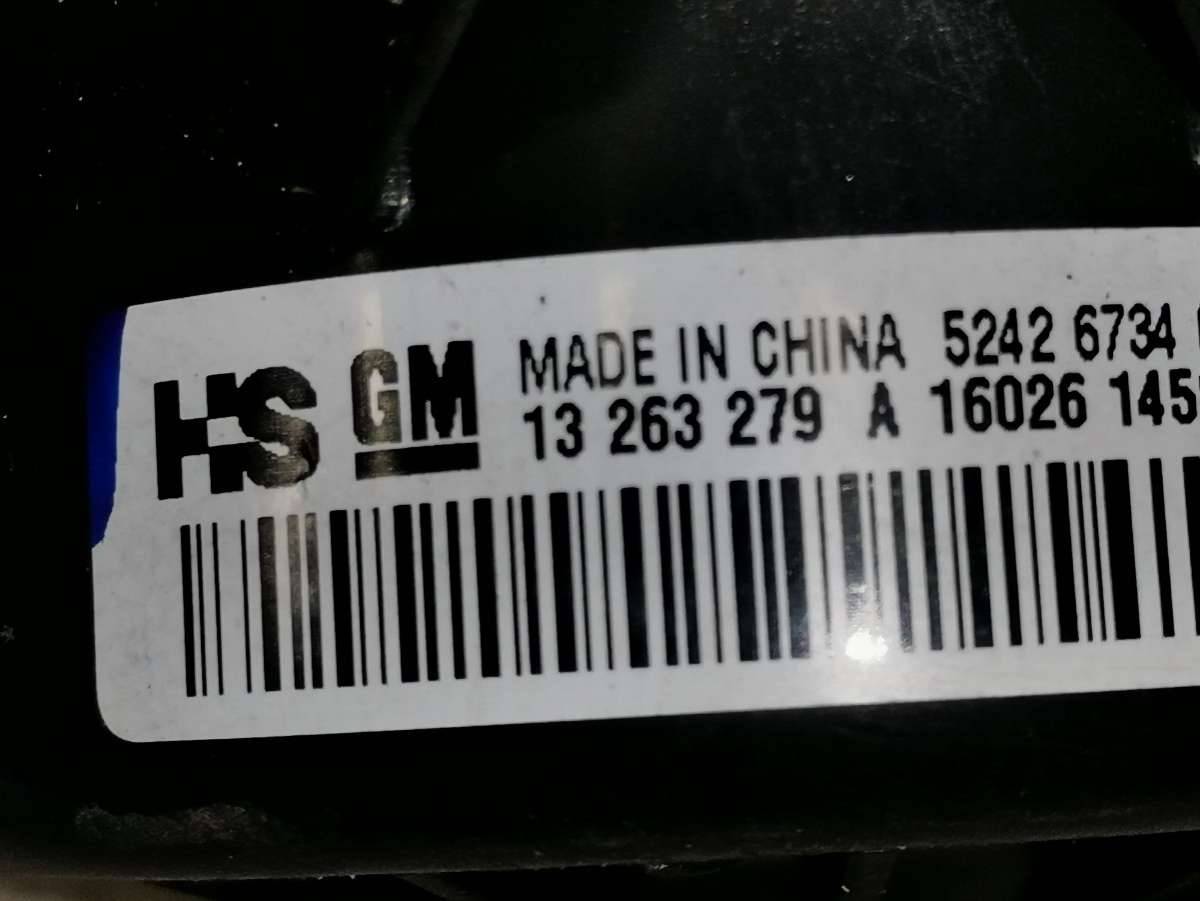 HS GM
MADE IN CHINA 5242 6734
13 263 279 A 16026 145